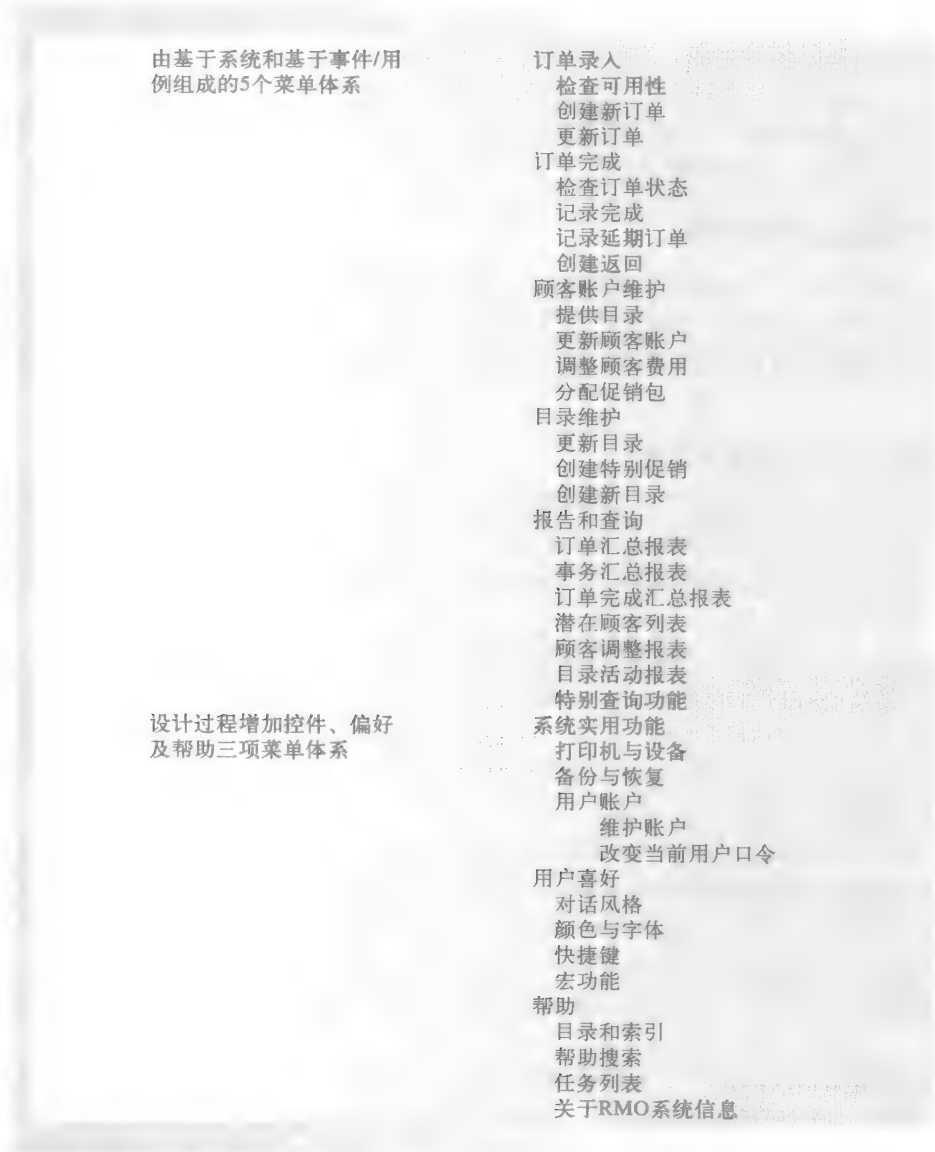 由基于系统和基于事件/用
例组成的5个菜单体系
订单录入
检查可用性
创建新订单
更新订单
订单完成
检查订单状态
记录完成
记录延期订单
创建返回
顾客账户维护
提供目录
更新顾客账户
调整顾客费用
分配促销包
目录维护
更新目录
创建特别促销
创建新目录
报告和查询
订单汇总报表
事务汇总报表
订单完成汇总报表
潜在顾客列表
顾客调整报表
目录活动报表
特别查询功能
设计过程增加控件、偏好
及帮助三项菜单体系
系统实用功能
打印机与设备
备份与恢复
用户账户
维护账户
改变当前用户口令
用户喜好
对话风格
颜色与字体
快捷键
宏功能
帮助
目录和索引
帮助搜索
任务列表
关于RMO系统信息